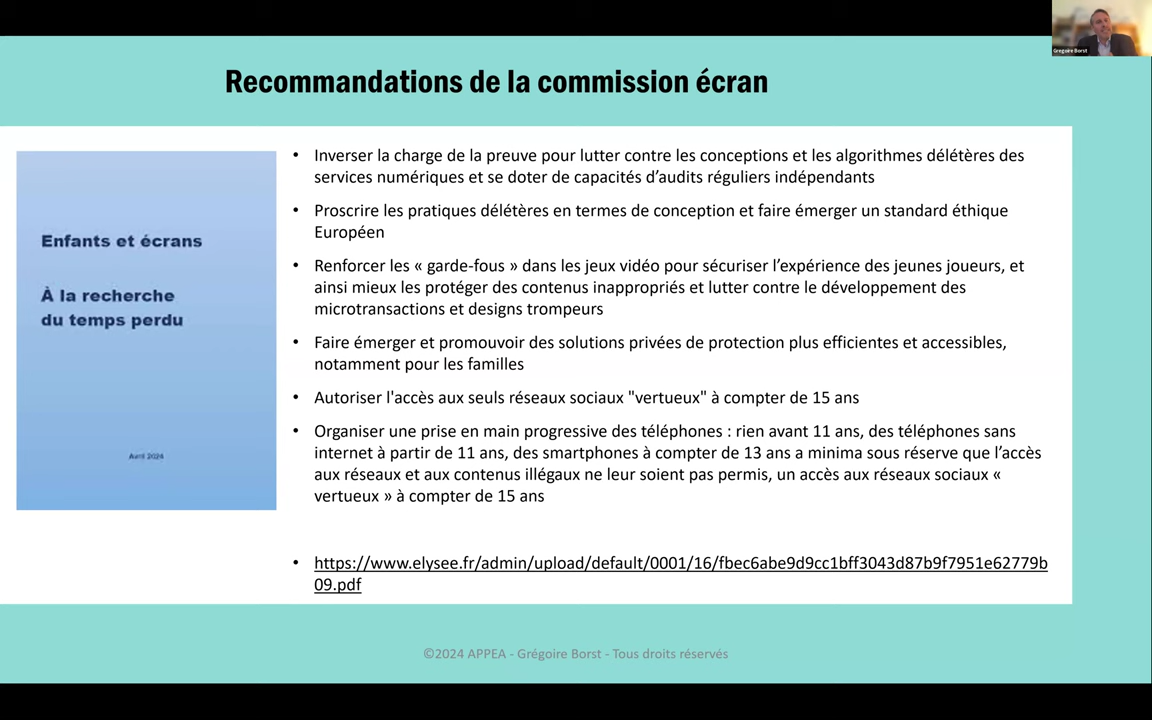 Grégoire Borst
Recommandations de la commission écran
Enfants et écrans
À la recherche
du temps perdu
Avril 2024
• Inverser la charge de la preuve pour lutter contre les conceptions et les algorithmes délétères des
services numériques et se doter de capacités d’audits réguliers indépendants
• Proscrire les pratiques délétères en termes de conception et faire émerger un standard éthique
Européen
• Renforcer les « garde-fous » dans les jeux vidéo pour sécuriser l’expérience des jeunes joueurs, et
ainsi mieux les protéger des contenus inappropriés et lutter contre le développement des
microtransactions et designs trompeurs
• Faire émerger et promouvoir des solutions privées de protection plus efficientes et accessibles,
notamment pour les familles
• Autoriser l'accès aux seuls réseaux sociaux "vertueux" à compter de 15 ans
• Organiser une prise en main progressive des téléphones : rien avant 11 ans, des téléphones sans
internet à partir de 11 ans, des smartphones à compter de 13 ans a minima sous réserve que l’accès
aux réseaux et aux contenus illégaux ne leur soient pas permis, un accès aux réseaux sociaux «
vertueux » à compter de 15 ans
• https://www.elysee.fr/admin/upload/default/0001/16/fbec6abe9d9cc1bff3043d87b9f7951e62779b
09.pdf
©2024 APPEA - Grégoire Borst - Tous droits réservés